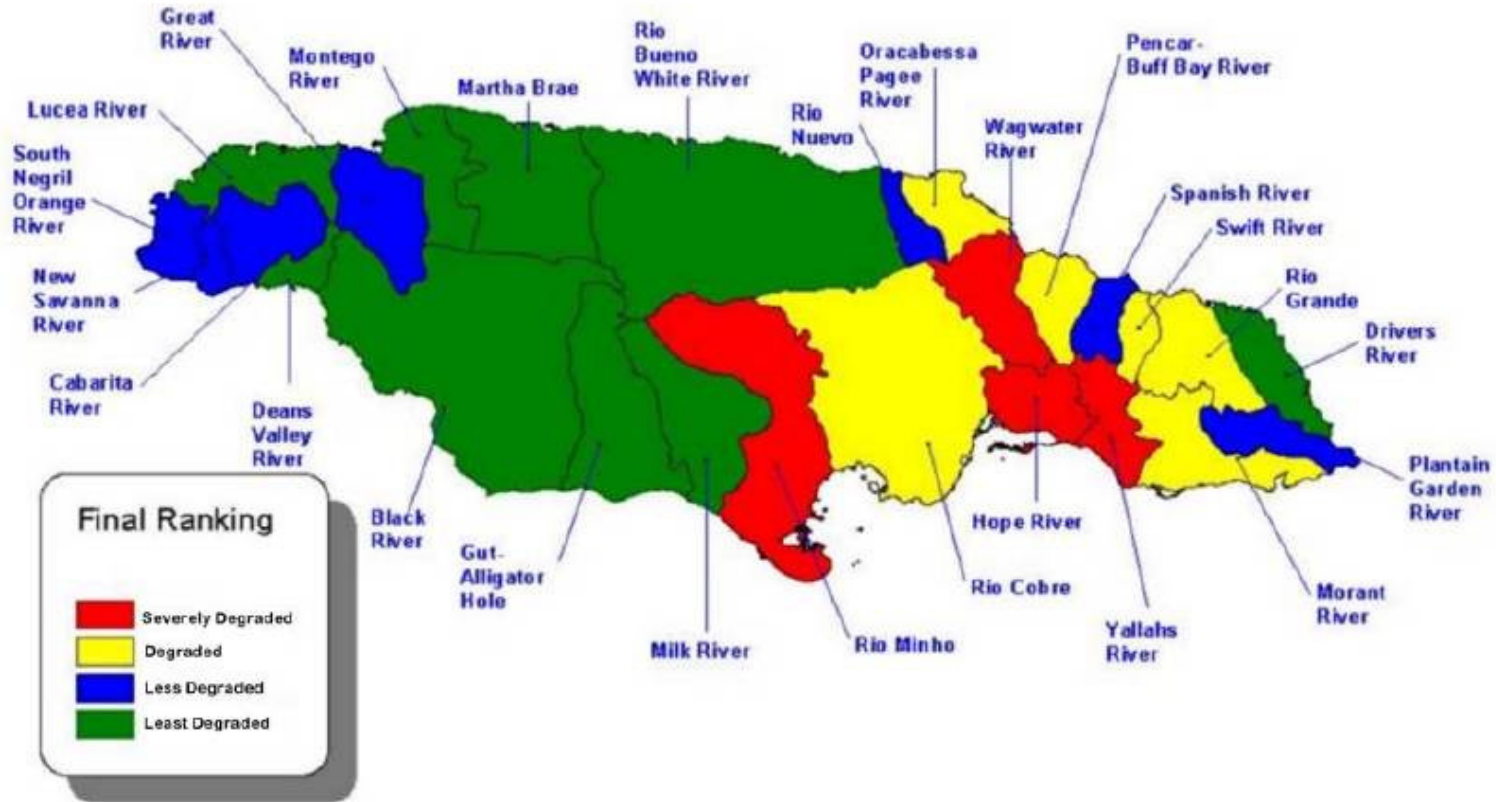 Great
River
Montego
River
Martha Brae
Rio
Bueno
White River
Oracabessa
Pagee
River
Pencar-
Buff Bay River
Lucea River
Rio
Nuevo
Wagwater
River
South
Negril
Orange
River
Spanish River
Swift River
New
Savanna
River
Rio
Grande
Drivers
River
Cabarita
River
Deans
Valley
River
Black
River
Gut-
Alligator
Hole
Milk River
Rio Minho
Hope River
Rio Cobre
Yallahs
River
Morant
River
Plantain
Garden
River
Final Ranking
Severely Degraded
Degraded
Less Degraded
Least Degraded